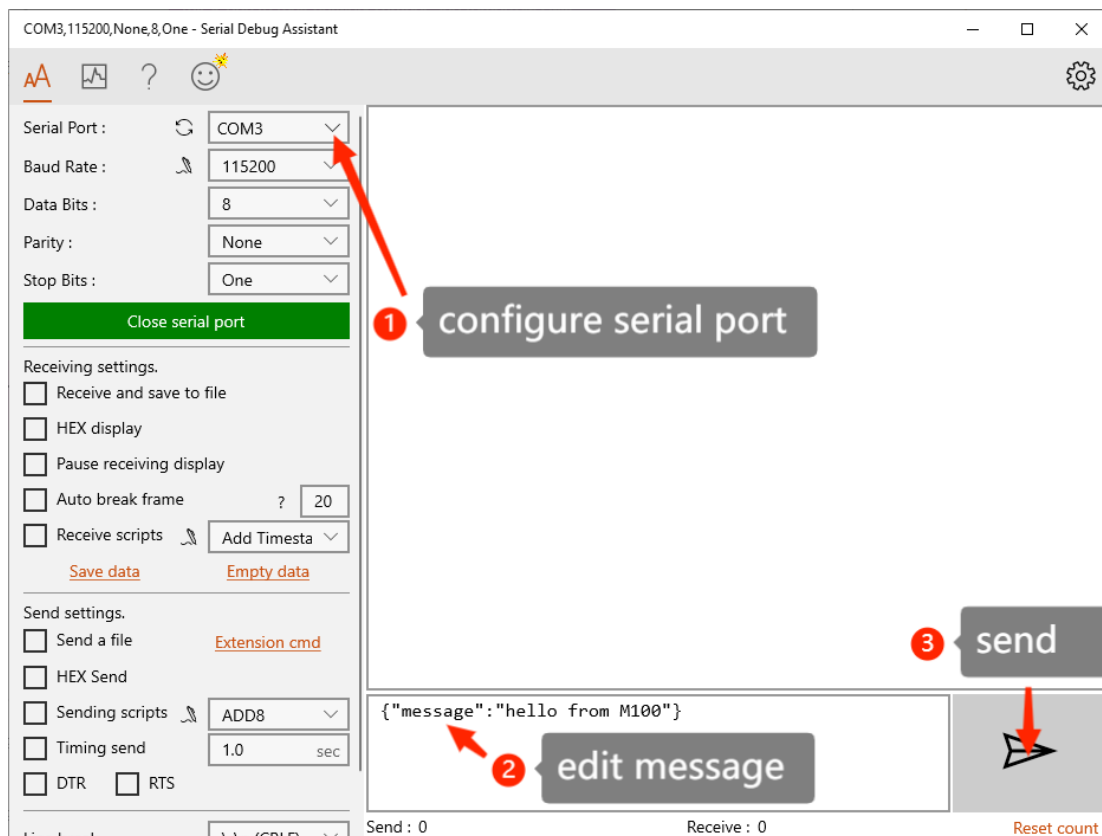 COM3,115200,None,8,One - Serial Debug Assistant
AA
Serial Port :
COM3
Baud Rate :
115200
Data Bits :
8
Parity :
None
Stop Bits :
One
Close serial port
1
configure serial port
Receiving settings.
Receive and save to file
HEX display
Pause receiving display
Auto break frame
?
20
Receive scripts
Add Timesta
Save data
Empty data
Send settings.
Send a file
Extension cmd
HEX Send
Sending scripts
ADD8
Timing send
1.0
sec
DTR
RTS
3
send
{"message":"hello from M100"}
2
edit message
Send : 0
Receive : 0
Reset count